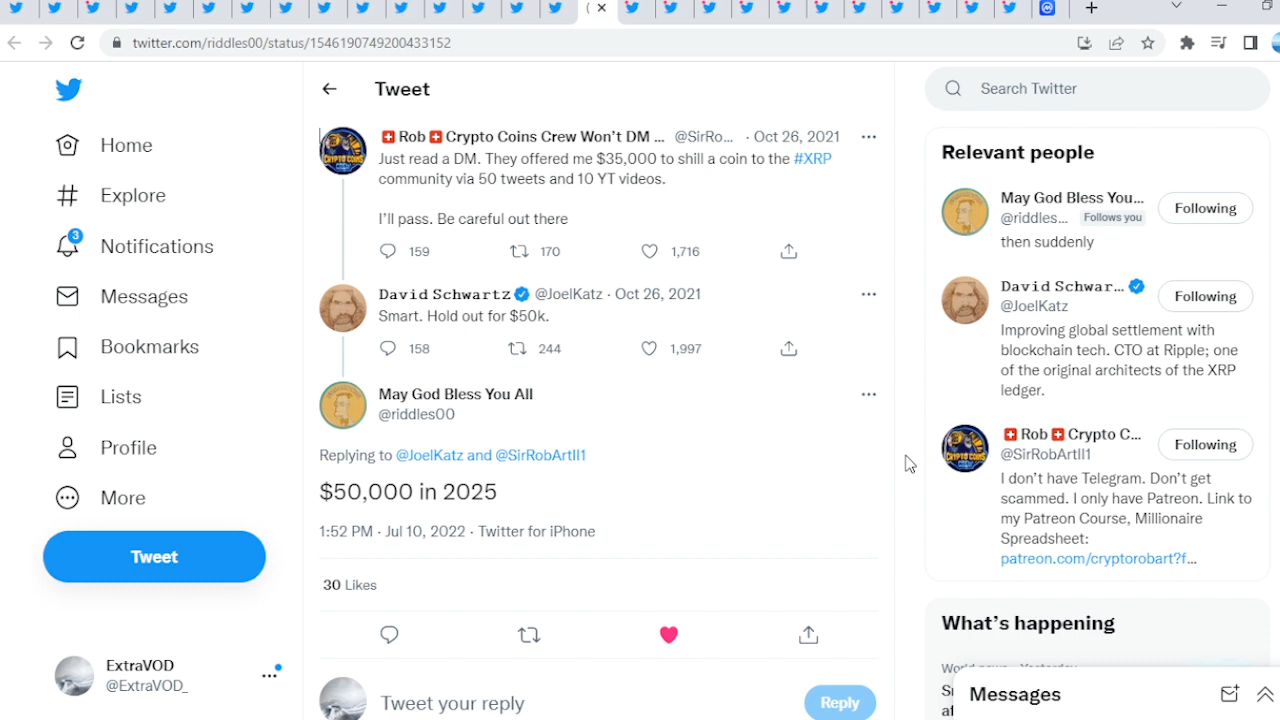 twitter.com/riddles00/status/1546190749200433152
Home
Explore
3
Notifications
Messages
Bookmarks
Lists
Profile
More
Tweet
ExtraVOD
@ExtraVOD_
Tweet
Rob Crypto Coins Crew Won't DM ... @SirRo... · Oct 26, 2021
Just read a DM. They offered me $35,000 to shill a coin to the #XRP
community via 50 tweets and 10 YT videos.
I'll pass. Be careful out there
159 170 1,716
David Schwartz @JoelKatz · Oct 26, 2021
Smart. Hold out for $50k.
158 244 1,997
May God Bless You All
@riddles00
Replying to @JoelKatz and @SirRobArtII1
$50,000 in 2025
1:52 PM · Jul 10, 2022 · Twitter for iPhone
30 Likes
Tweet your reply
Reply
Search Twitter
Relevant people
May God Bless You...
@riddles... Follows you
Following
then suddenly
David Schwar...
@JoelKatz
Following
Improving global settlement with
blockchain tech. CTO at Ripple; one
of the original architects of the XRP
ledger.
Rob Crypto C...
@SirRobArtII1
Following
I don't have Telegram. Don't get
scammed. I only have Patreon. Link to
my Patreon Course, Millionaire
Spreadsheet:
patreon.com/cryptorobart?f...
What's happening
World news · Yesterday
Messages